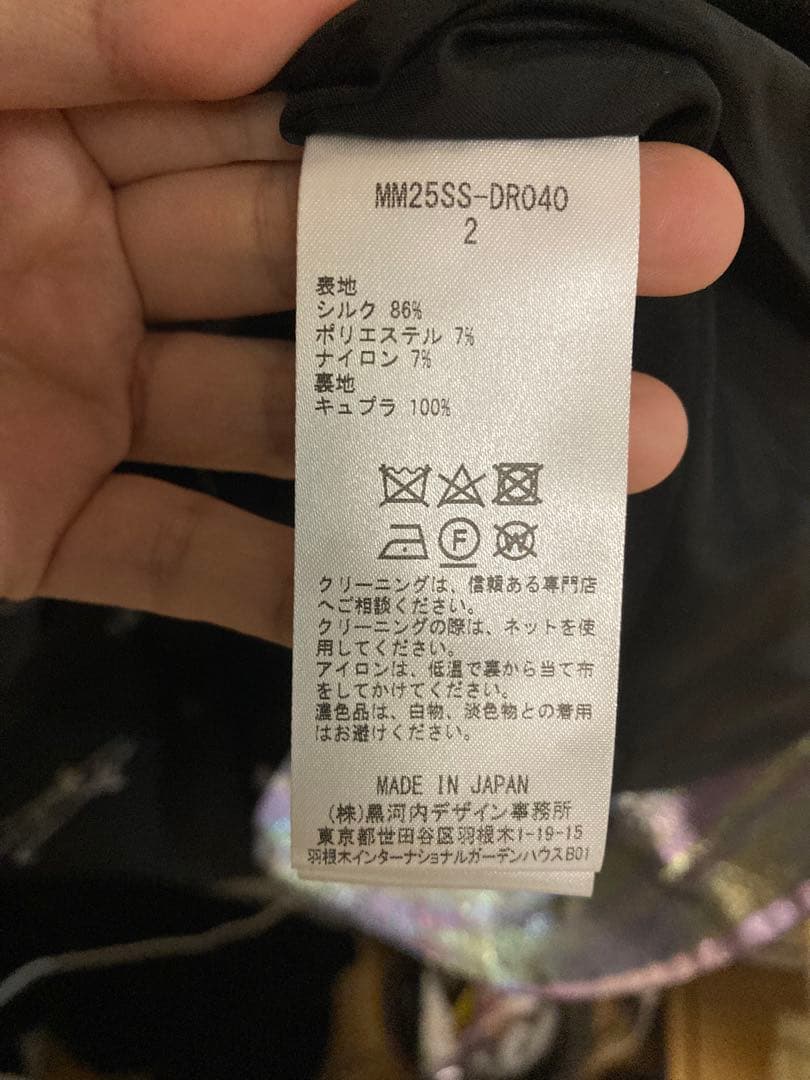 MM25SS-DR040
2
表地
シルク 86%
ポリエステル 7%
ナイロン 7%
裏地
キュプラ 100%
F
W
クリーニングは、信頼ある専門店
へご相談ください。
クリーニングの際は、ネットを使
用してください。
アイロンは、低温で裏から当て布
をしてかけてください。
濃色品は、白物、淡色物との着用
はお避けください。
MADE IN JAPAN
(株)黒河内デザイン事務所
東京都世田谷区羽根木1-19-15
羽根木インターナショナルガーデンハウスB01